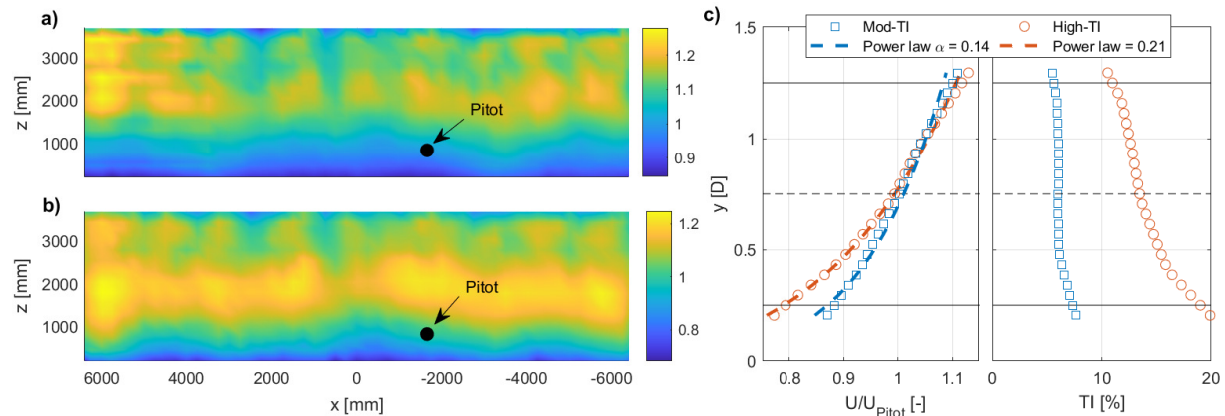 a)
3000
2000
1000
z [mm]
Pitot
1.2
1.1
1
0.9
b)
3000
2000
1000
z [mm]
Pitot
1.2
1
0.8
6000 4000 2000 0 -2000 -4000 -6000
x [mm]
c)
Mod-TI High-TI
Power law α = 0.14 Power law = 0.21
1.5
1
0.5
0
y [D]
0.8 0.9 1 1.1
U/U_Pitot [-]
0 10 20
TI [%]